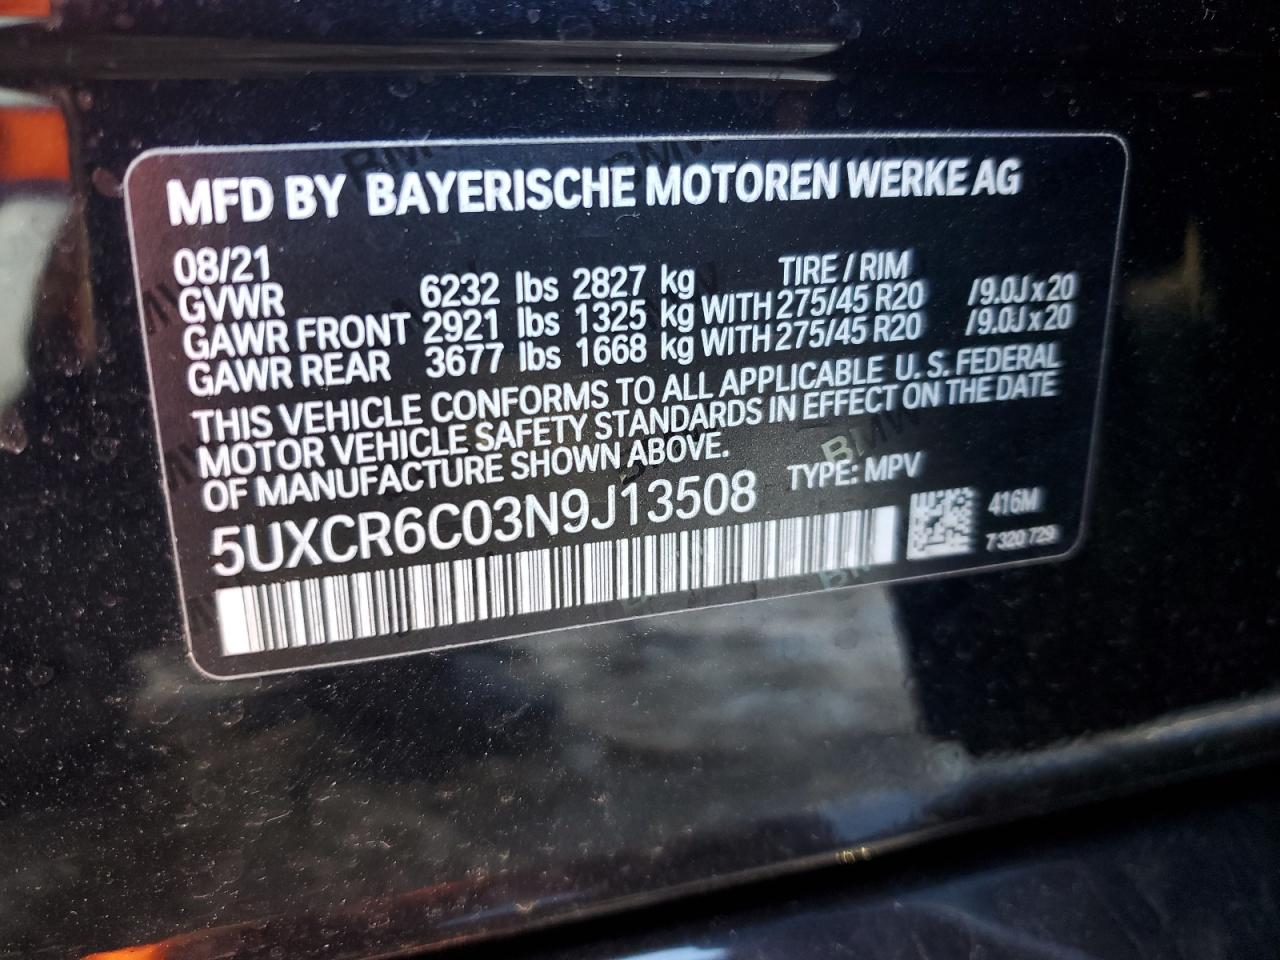 MFD BY BAYERISCHE MOTOREN WERKE AG
08/21 TIRE / RIM
GVWR 6232 lbs 2827 kg
GAWR FRONT 2921 lbs 1325 kg WITH 275/45 R20 /9.0J x 20
GAWR REAR 3677 lbs 1668 kg WITH 275/45 R20 /9.0J x 20
THIS VEHICLE CONFORMS TO ALL APPLICABLE U.S. FEDERAL
MOTOR VEHICLE SAFETY STANDARDS IN EFFECT ON THE DATE
OF MANUFACTURE SHOWN ABOVE.
5UXCR6C03N9J13508 TYPE: MPV
416M
7 320 729